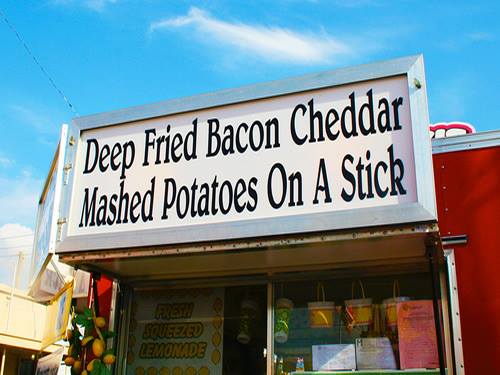 Deep Fried Bacon Cheddar
Mashed Potatoes On A Stick
FRESH
SQUEEZED
LEMONADE